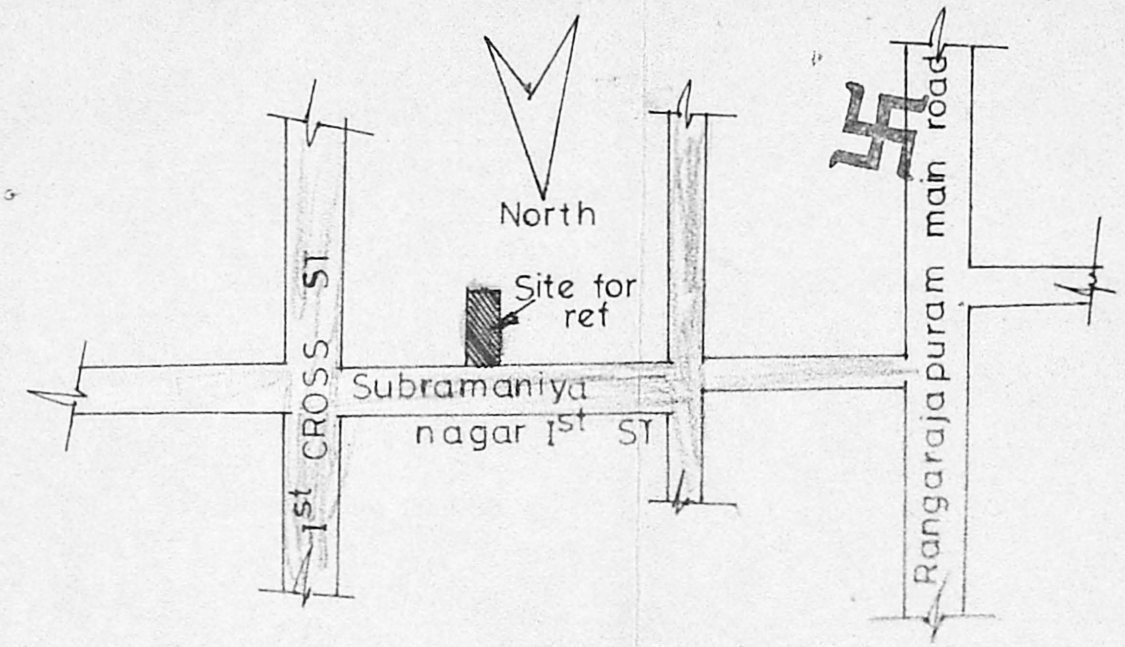 North
Site for
ref
Subramaniya
nagar Ist ST
Ist CROSS ST
Rangarajapuram main road